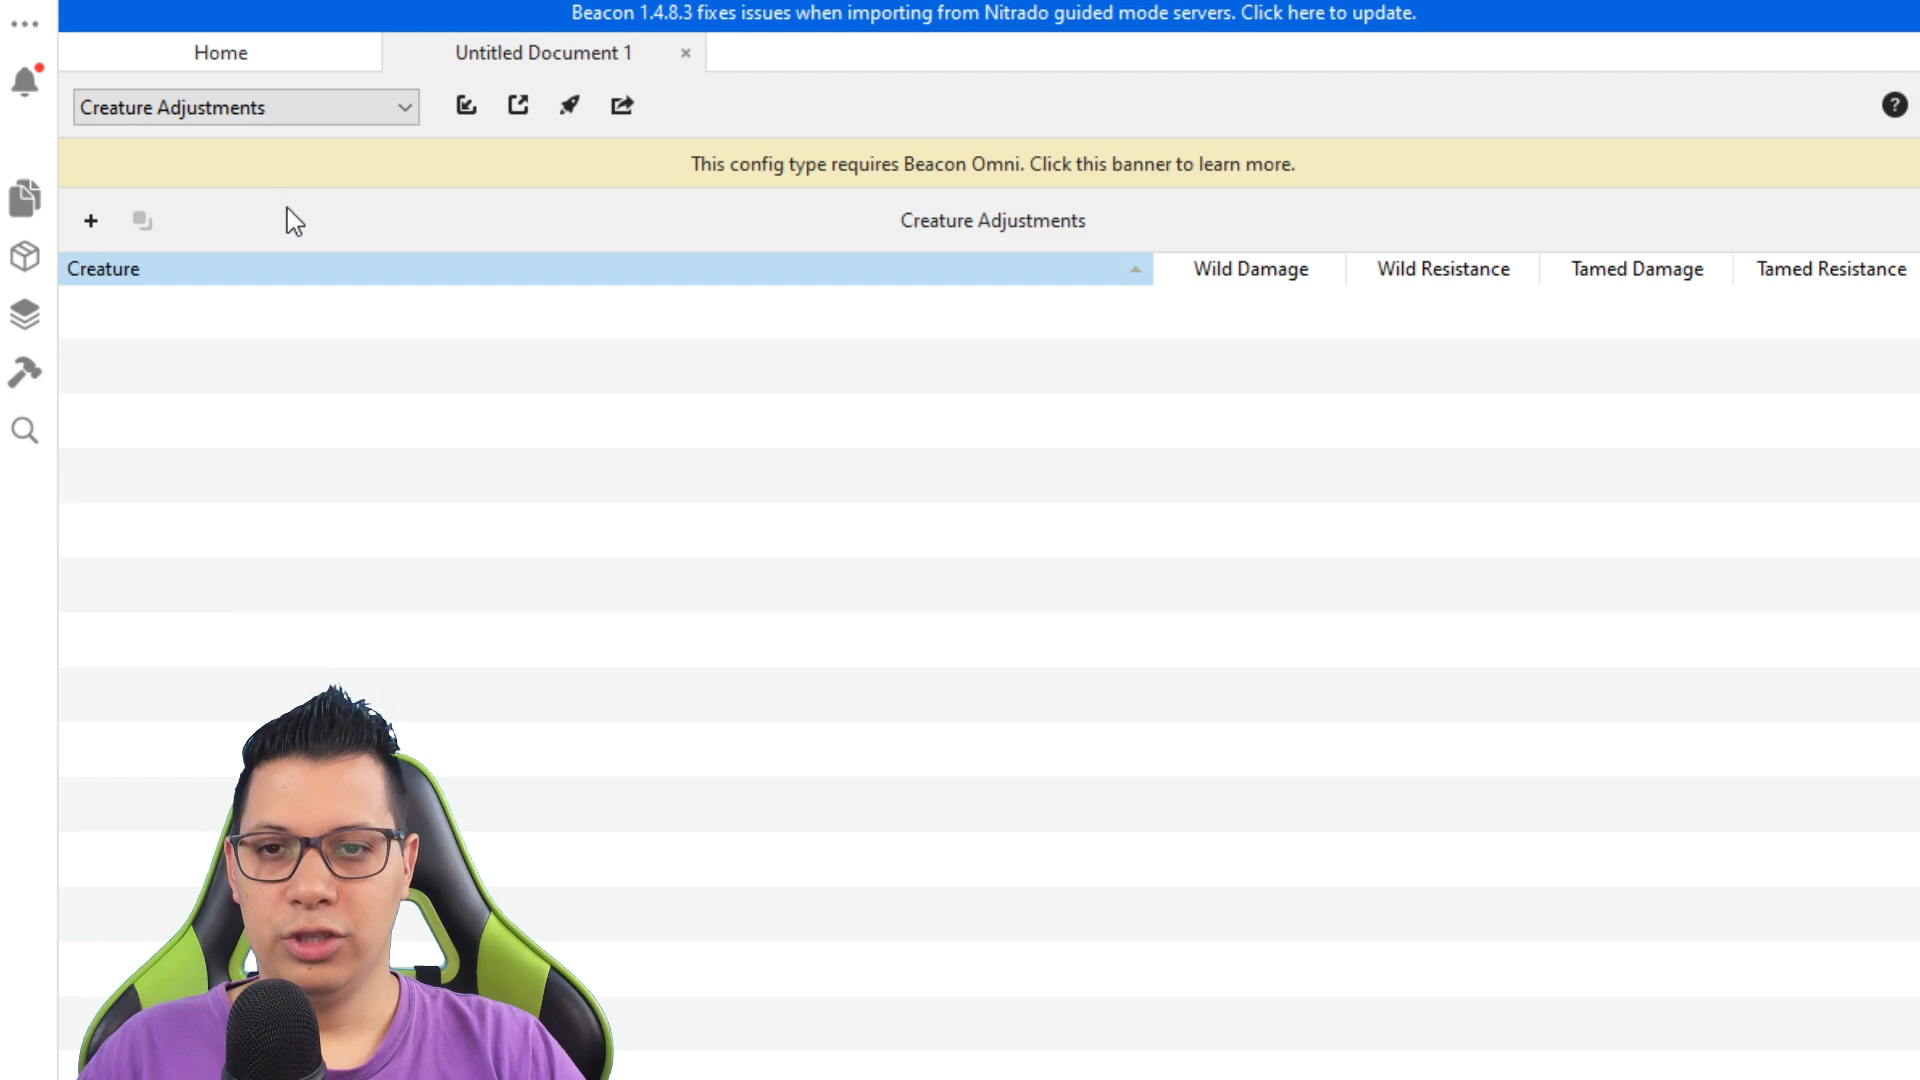 Beacon 1.4.8.3 fixes issues when importing from Nitrado guided mode servers. Click here to update.
Home
Untitled Document 1
Creature Adjustments
?
This config type requires Beacon Omni. Click this banner to learn more.
Creature Adjustments
Creature
Wild Damage
Wild Resistance
Tamed Damage
Tamed Resistance